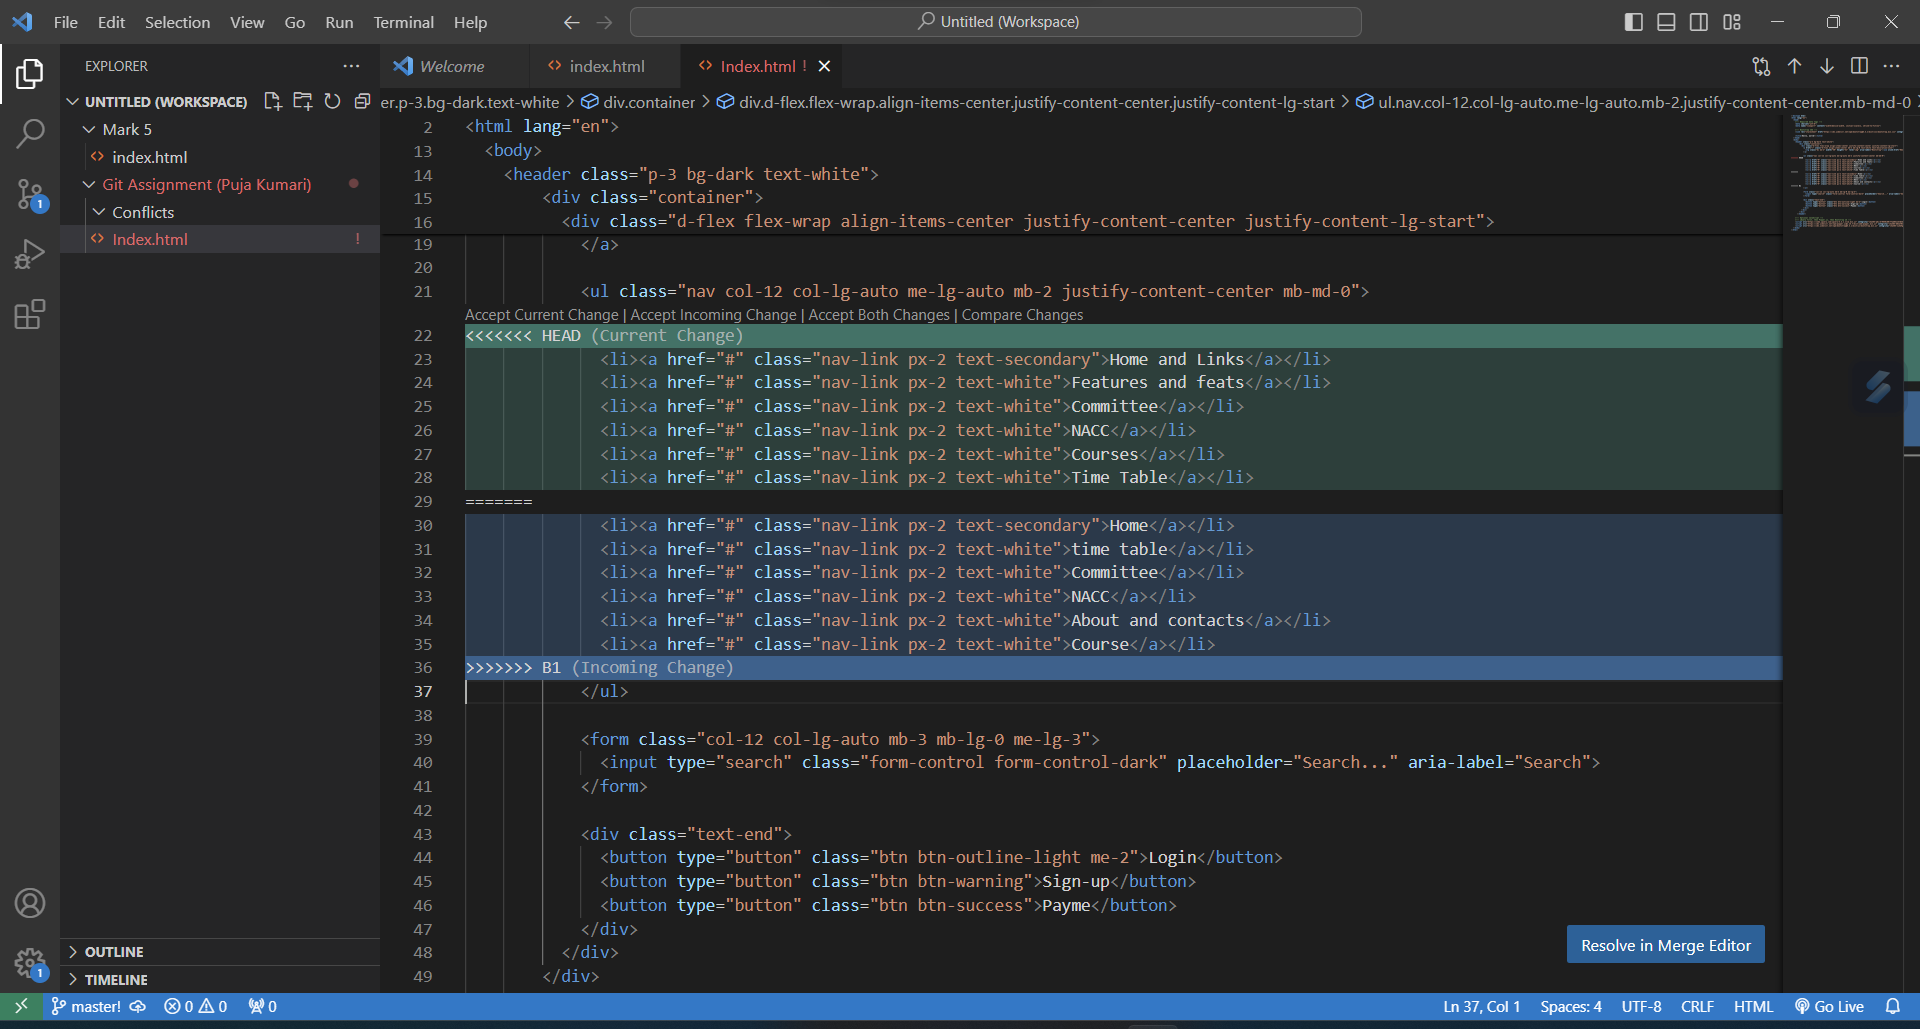 File Edit Selection View Go Run Terminal Help
Untitled (Workspace)
EXPLORER
Welcome
index.html
Index.html !
UNTITLED (WORKSPACE)
Mark 5
index.html
Git Assignment (Puja Kumari)
Conflicts
Index.html !
er.p-3.bg-dark.text-white > div.container > div.d-flex.flex-wrap.align-items-center.justify-content-center.justify-content-lg-start > ul.nav.col-12.col-lg-auto.me-lg-auto.mb-2.justify-content-center.mb-md-0 >
2 <html lang="en">
13 <body>
14 <header class="p-3 bg-dark text-white">
15 <div class="container">
16 <div class="d-flex flex-wrap align-items-center justify-content-center justify-content-lg-start">
19 </a>
20
21 <ul class="nav col-12 col-lg-auto me-lg-auto mb-2 justify-content-center mb-md-0">
Accept Current Change | Accept Incoming Change | Accept Both Changes | Compare Changes
22 <<<<<<< HEAD (Current Change)
23 <li><a href="#" class="nav-link px-2 text-secondary">Home and Links</a></li>
24 <li><a href="#" class="nav-link px-2 text-white">Features and feats</a></li>
25 <li><a href="#" class="nav-link px-2 text-white">Committee</a></li>
26 <li><a href="#" class="nav-link px-2 text-white">NACC</a></li>
27 <li><a href="#" class="nav-link px-2 text-white">Courses</a></li>
28 <li><a href="#" class="nav-link px-2 text-white">Time Table</a></li>
29 =======
30 <li><a href="#" class="nav-link px-2 text-secondary">Home</a></li>
31 <li><a href="#" class="nav-link px-2 text-white">time table</a></li>
32 <li><a href="#" class="nav-link px-2 text-white">Committee</a></li>
33 <li><a href="#" class="nav-link px-2 text-white">NACC</a></li>
34 <li><a href="#" class="nav-link px-2 text-white">About and contacts</a></li>
35 <li><a href="#" class="nav-link px-2 text-white">Course</a></li>
36 >>>>>>> B1 (Incoming Change)
37 </ul>
38
39 <form class="col-12 col-lg-auto mb-3 mb-lg-0 me-lg-3">
40 <input type="search" class="form-control form-control-dark" placeholder="Search..." aria-label="Search">
41 </form>
42
43 <div class="text-end">
44 <button type="button" class="btn btn-outline-light me-2">Login</button>
45 <button type="button" class="btn btn-warning">Sign-up</button>
46 <button type="button" class="btn btn-success">Payme</button>
47 </div>
48 </div>
49 </div>
Resolve in Merge Editor
1
1
OUTLINE
TIMELINE
master! 0 0 0
Ln 37, Col 1 Spaces: 4 UTF-8 CRLF HTML Go Live